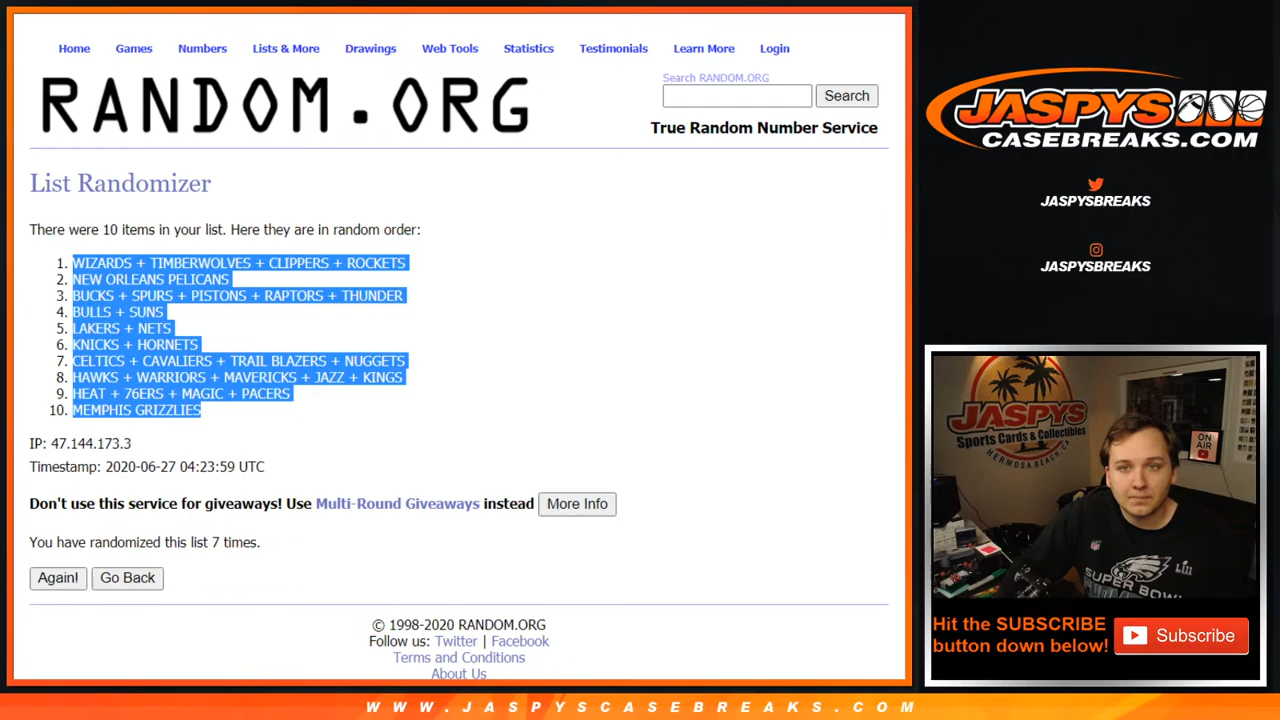 Home Games Numbers Lists & More Drawings Web Tools Statistics Testimonials Learn More Login
RANDOM.ORG
Search RANDOM.ORG
Search
True Random Number Service
List Randomizer
There were 10 items in your list. Here they are in random order:
1. WIZARDS + TIMBERWOLVES + CLIPPERS + ROCKETS
2. NEW ORLEANS PELICANS
3. BUCKS + SPURS + PISTONS + RAPTORS + THUNDER
4. BULLS + SUNS
5. LAKERS + NETS
6. KNICKS + HORNETS
7. CELTICS + CAVALIERS + TRAIL BLAZERS + NUGGETS
8. HAWKS + WARRIORS + MAVERICKS + JAZZ + KINGS
9. HEAT + 76ERS + MAGIC + PACERS
10. MEMPHIS GRIZZLIES
IP: 47.144.173.3
Timestamp: 2020-06-27 04:23:59 UTC
Don't use this service for giveaways! Use Multi-Round Giveaways instead More Info
You have randomized this list 7 times.
Again! Go Back
© 1998-2020 RANDOM.ORG
Follow us: Twitter | Facebook
Terms and Conditions
About Us
JASPYS
CASEBREAKS.COM
JASPYSBREAKS
JASPYSBREAKS
JASPYS
Sports Cards & Collectibles
HERMOSA BEACH, CA
ON
AIR
NFL
SUPER BOWL
LII
Hit the SUBSCRIBE
button down below!
Subscribe
WWW.JASPYSCASEBREAKS.COM